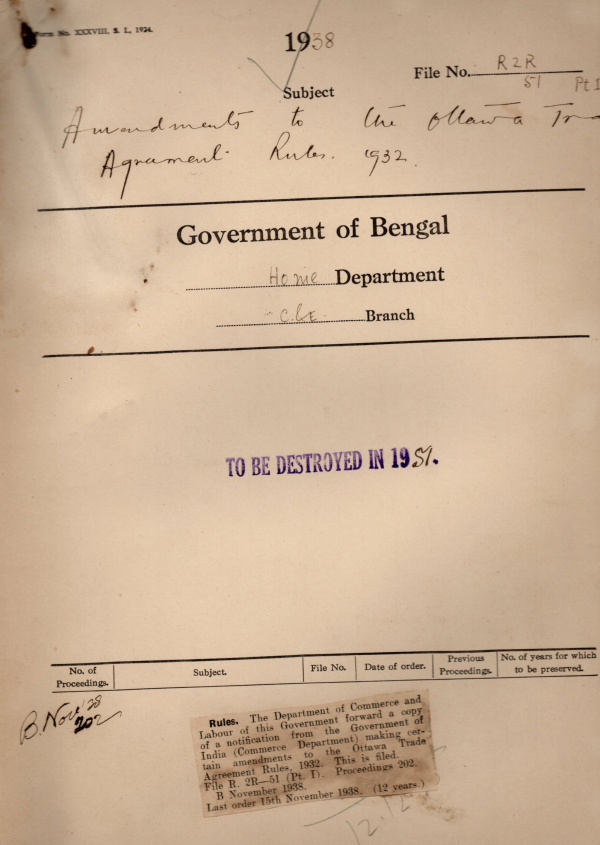 Form No. XXXVIII, S. I., 1924.
1938
File No. R2R
51 Pt I
Subject
Amendments to the Ottawa Tra
Agreement Rules. 1932.
Government of Bengal
Home Department
Branch
TO BE DESTROYED IN 1951.
No. of Proceedings. Subject. File No. Date of order. Previous Proceedings. No. of years for which to be preserved.
B. Nov '38
202
Rules. The Department of Commerce and
Labour of this Government forward a copy
of a notification from the Government of
India (Commerce Department) making cer-
tain amendments to the Ottawa Trade
Agreement Rules, 1932. This is filed.
File R. 2R—51 (Pt. I). Proceedings 202.
B November 1938.
Last order 15th November 1938. (12 years.)